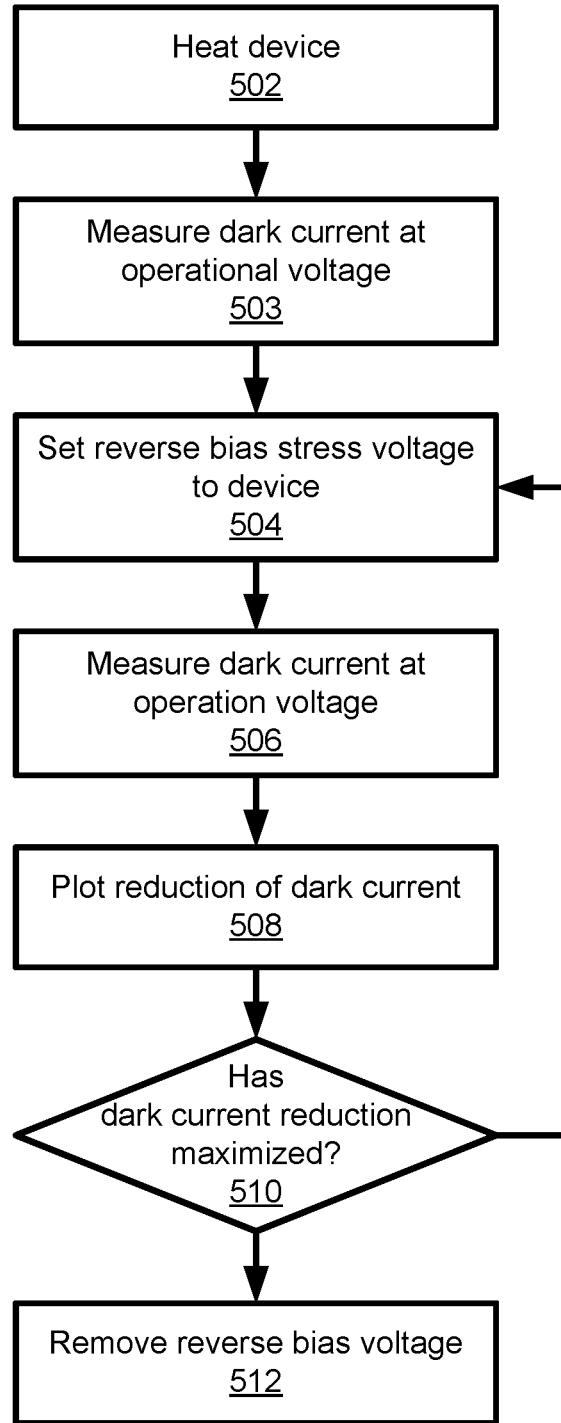 Heat device
502
Measure dark current at
operational voltage
503
Set reverse bias stress voltage
to device
504
Measure dark current at
operation voltage
506
Plot reduction of dark current
508
Has
dark current reduction
maximized?
510
Remove reverse bias voltage
512